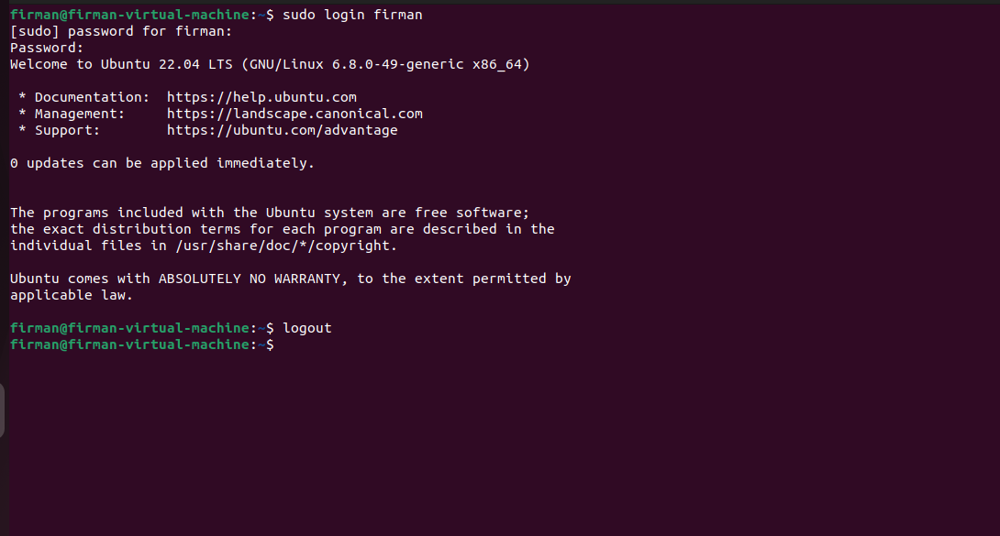 firman@firman-virtual-machine:~$ sudo login firman
[sudo] password for firman:
Password:
Welcome to Ubuntu 22.04 LTS (GNU/Linux 6.8.0-49-generic x86_64)
* Documentation:  https://help.ubuntu.com
* Management:     https://landscape.canonical.com
* Support:        https://ubuntu.com/advantage
0 updates can be applied immediately.
The programs included with the Ubuntu system are free software;
the exact distribution terms for each program are described in the
individual files in /usr/share/doc/*/copyright.
Ubuntu comes with ABSOLUTELY NO WARRANTY, to the extent permitted by
applicable law.
firman@firman-virtual-machine:~$ logout
firman@firman-virtual-machine:~$